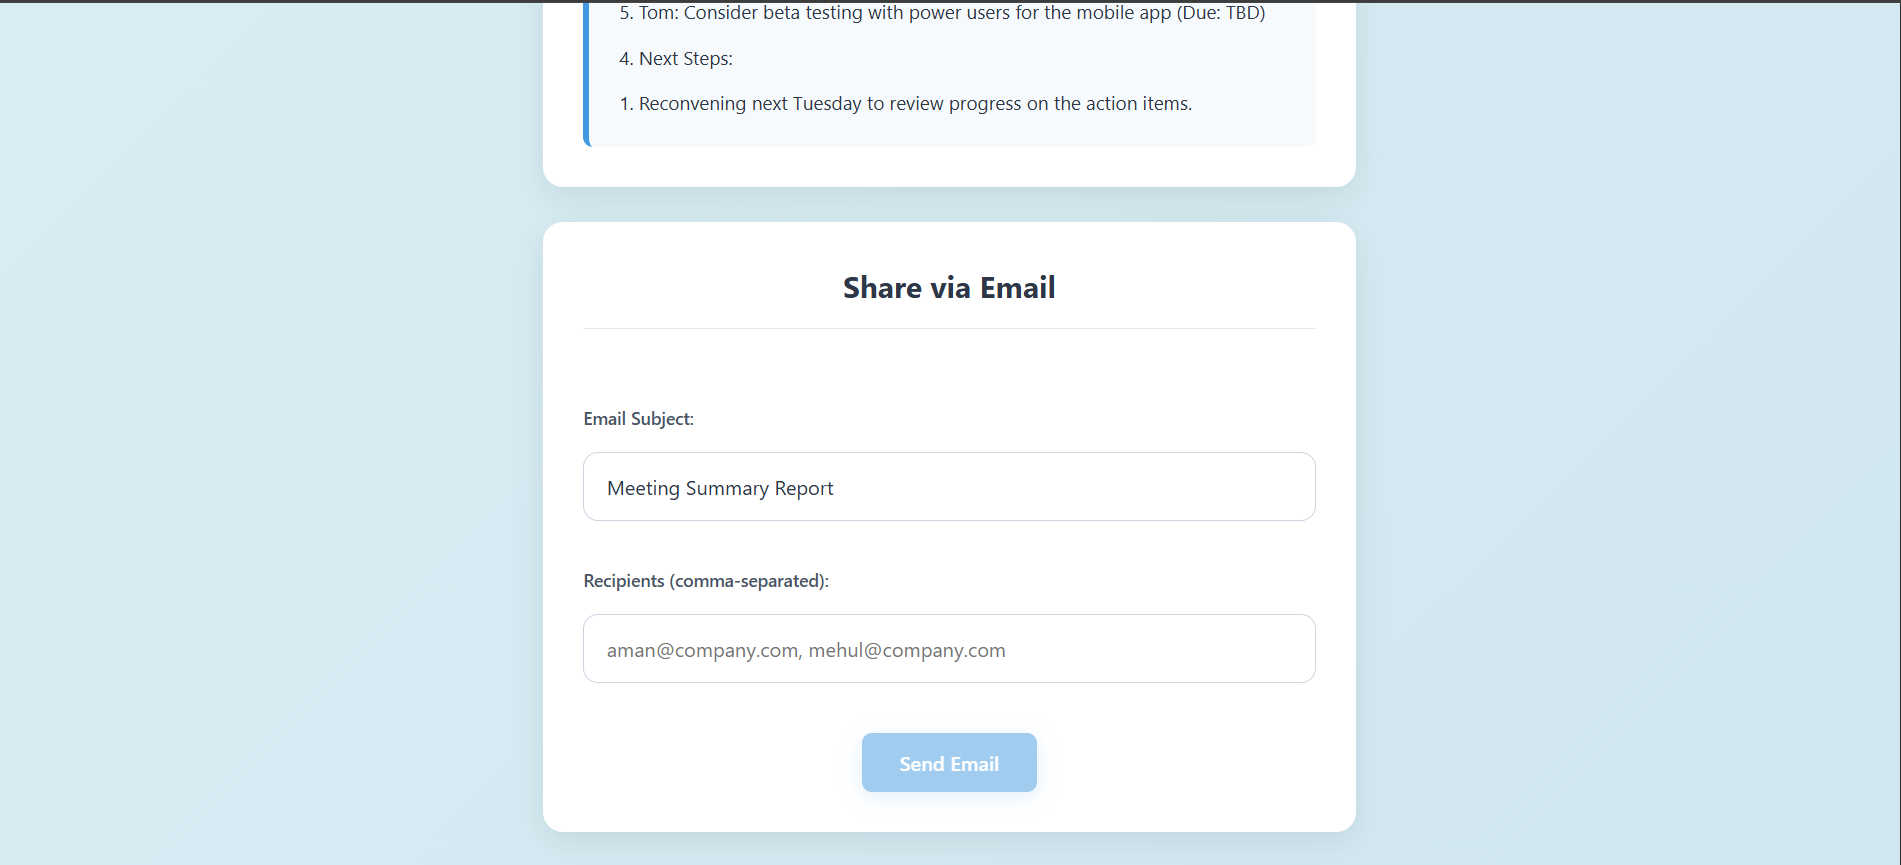 5. Tom: Consider beta testing with power users for the mobile app (Due: TBD)
4. Next Steps:
1. Reconvening next Tuesday to review progress on the action items.
Share via Email
Email Subject:
Meeting Summary Report
Recipients (comma-separated):
aman@company.com, mehul@company.com
Send Email